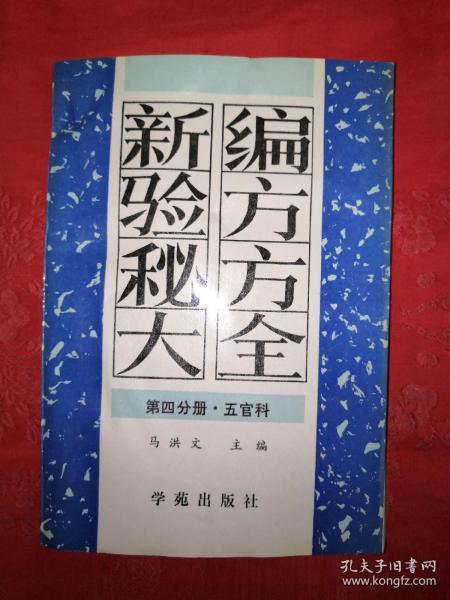 新编
验方
秘方
大全
第四分册·五官科
马洪文 主编
学苑出版社
孔夫子旧书网
www.kongfz.com